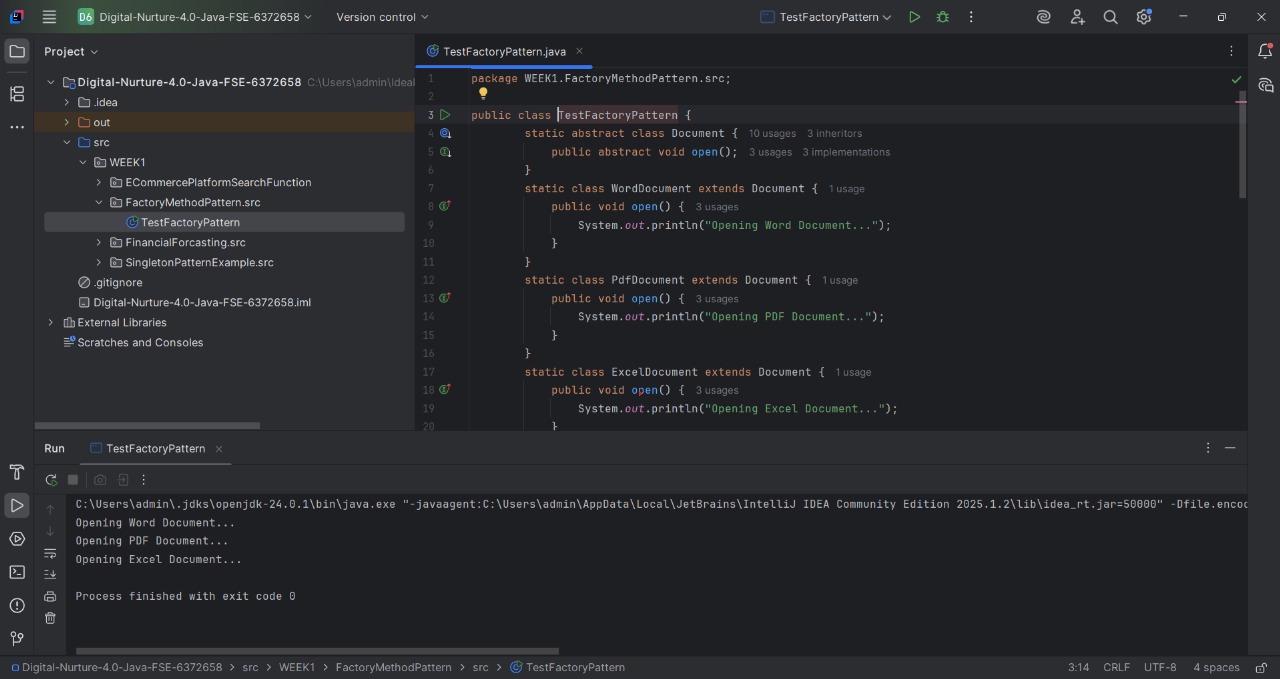 D6 Digital-Nurture-4.0-Java-FSE-6372658 Version control TestFactoryPattern
Project
Digital-Nurture-4.0-Java-FSE-6372658 C:\Users\admin\Idea
.idea
out
src
WEEK1
ECommercePlatformSearchFunction
FactoryMethodPattern.src
TestFactoryPattern
FinancialForcasting.src
SingletonPatternExample.src
.gitignore
Digital-Nurture-4.0-Java-FSE-6372658.iml
External Libraries
Scratches and Consoles
TestFactoryPattern.java
1 package WEEK1.FactoryMethodPattern.src;
2
3 public class TestFactoryPattern {
4 static abstract class Document { 10 usages 3 inheritors
5 public abstract void open(); 3 usages 3 implementations
6 }
7 static class WordDocument extends Document { 1 usage
8 public void open() { 3 usages
9 System.out.println("Opening Word Document...");
10 }
11 }
12 static class PdfDocument extends Document { 1 usage
13 public void open() { 3 usages
14 System.out.println("Opening PDF Document...");
15 }
16 }
17 static class ExcelDocument extends Document { 1 usage
18 public void open() { 3 usages
19 System.out.println("Opening Excel Document...");
20 }
Run TestFactoryPattern
C:\Users\admin\.jdks\openjdk-24.0.1\bin\java.exe "-javaagent:C:\Users\admin\AppData\Local\JetBrains\IntelliJ IDEA Community Edition 2025.1.2\lib\idea_rt.jar=50000" -Dfile.encod
Opening Word Document...
Opening PDF Document...
Opening Excel Document...
Process finished with exit code 0
Digital-Nurture-4.0-Java-FSE-6372658 > src > WEEK1 > FactoryMethodPattern > src > TestFactoryPattern 3:14 CRLF UTF-8 4 spaces